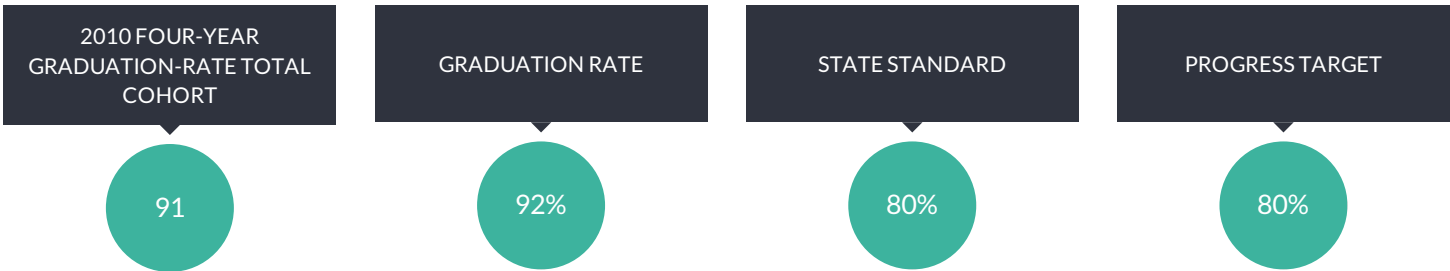 2010 FOUR-YEAR
GRADUATION-RATE TOTAL
COHORT
91
GRADUATION RATE
92%
STATE STANDARD
80%
PROGRESS TARGET
80%